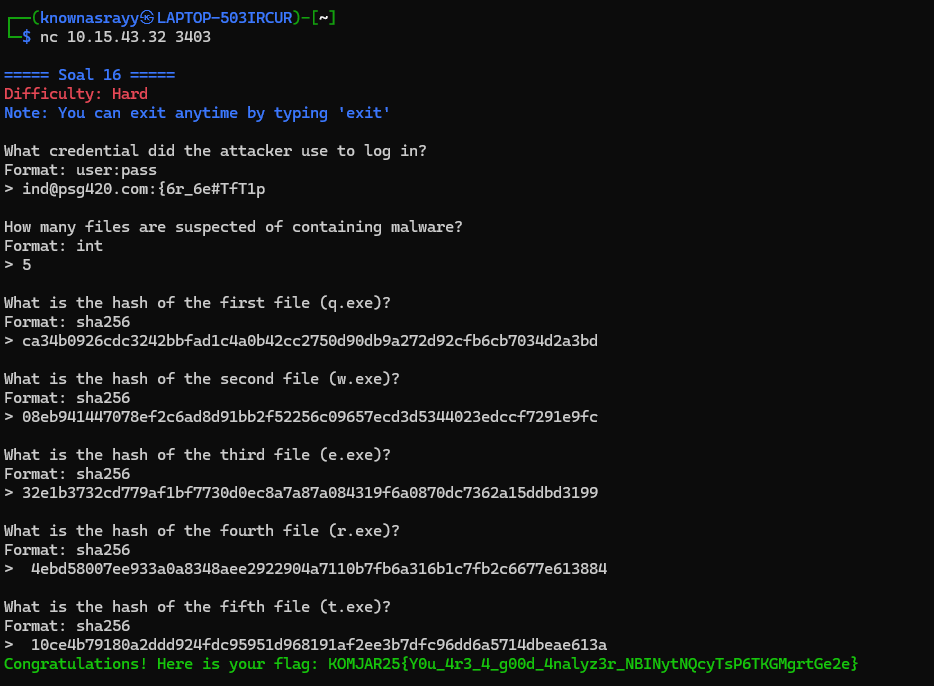 ┌──(knownasrayy㉿LAPTOP-503IRCUR)-[~]
└─$ nc 10.15.43.32 3403
===== Soal 16 =====
Difficulty: Hard
Note: You can exit anytime by typing 'exit'
What credential did the attacker use to log in?
Format: user:pass
> ind@psg420.com:{6r_6e#TfT1p
How many files are suspected of containing malware?
Format: int
> 5
What is the hash of the first file (q.exe)?
Format: sha256
> ca34b0926cdc3242bbfad1c4a0b42cc2750d90db9a272d92cfb6cb7034d2a3bd
What is the hash of the second file (w.exe)?
Format: sha256
> 08eb941447078ef2c6ad8d91bb2f52256c09657ecd3d5344023edccf7291e9fc
What is the hash of the third file (e.exe)?
Format: sha256
> 32e1b3732cd779af1bf7730d0ec8a7a87a084319f6a0870dc7362a15ddbd3199
What is the hash of the fourth file (r.exe)?
Format: sha256
>  4ebd58007ee933a0a8348aee2922904a7110b7fb6a316b1c7fb2c6677e613884
What is the hash of the fifth file (t.exe)?
Format: sha256
>  10ce4b79180a2ddd924fdc95951d968191af2ee3b7dfc96dd6a5714dbeae613a
Congratulations! Here is your flag: KOMJAR25{Y0u_4r3_4_g00d_4nalyz3r_NBINytNQcyTsP6TKGMgrtGe2e}